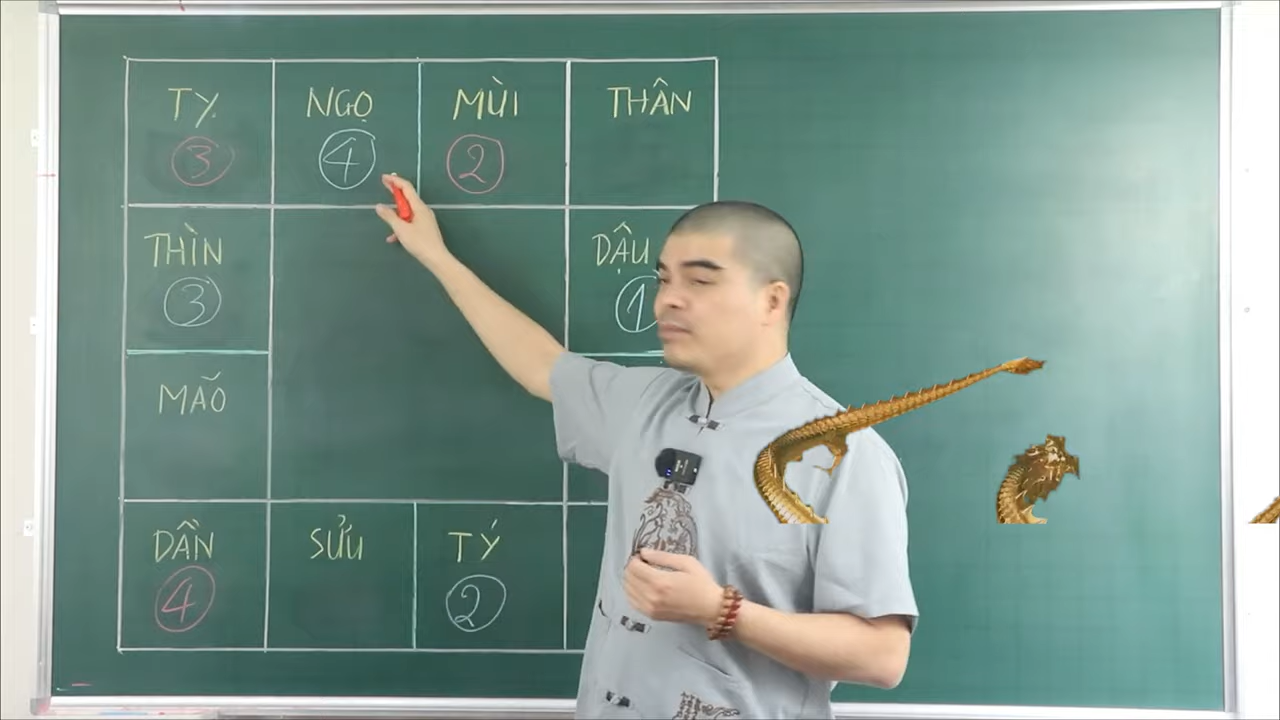 TỴ
③
NGỌ
④
MÙI
②
THÂN
THÌN
③
DẬU
①
MÃO
DẦN
④
SỬU
TÝ
②